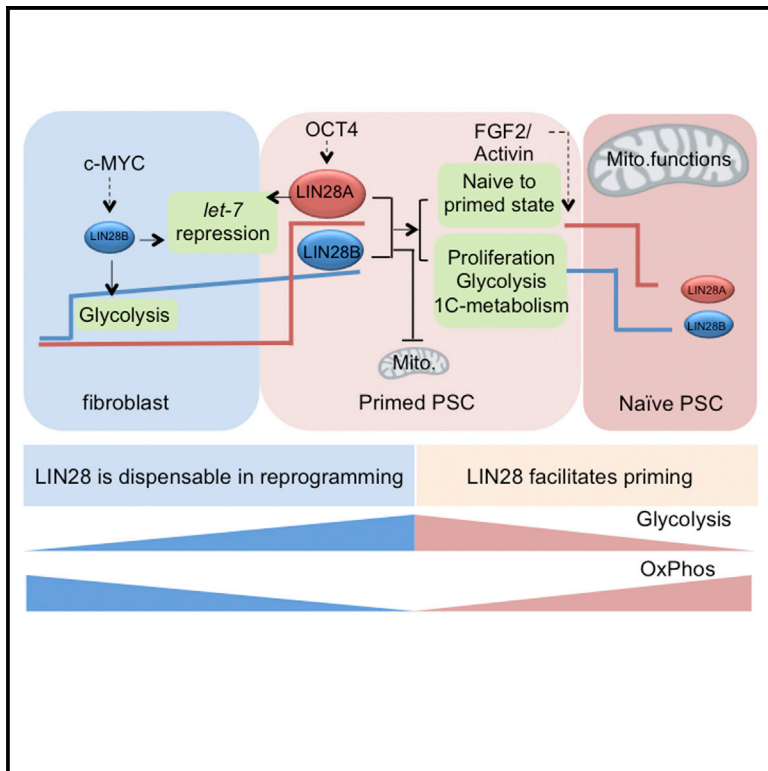 c-MYC
LIN28B
Glycolysis
let-7
repression
fibroblast
OCT4
LIN28A
LIN28B
Mito.
FGF2/
Activin
Naive to
primed state
Proliferation
Glycolysis
1C-metabolism
Primed PSC
Mito.functions
LIN28A
LIN28B
Naïve PSC
LIN28 is dispensable in reprogramming
LIN28 facilitates priming
Glycolysis
OxPhos